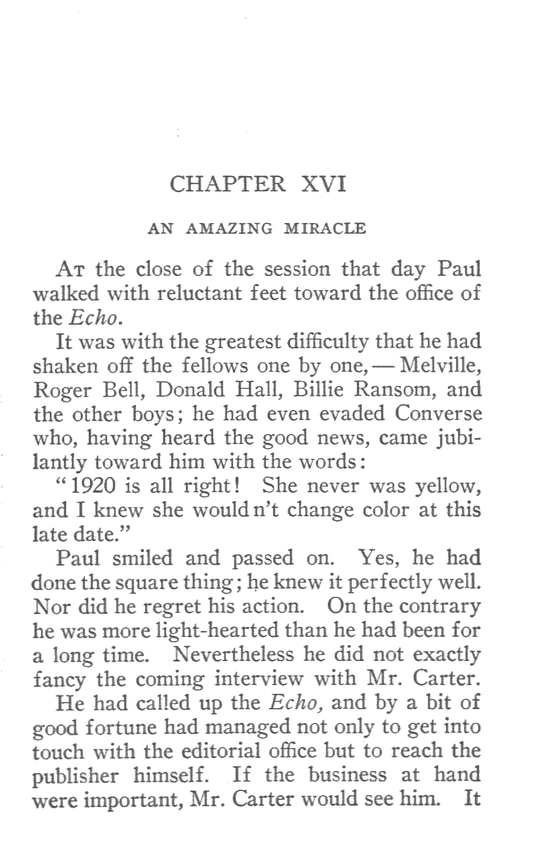 CHAPTER XVI
AN AMAZING MIRACLE
At the close of the session that day Paul
walked with reluctant feet toward the office of
the Echo.
It was with the greatest difficulty that he had
shaken off the fellows one by one, — Melville,
Roger Bell, Donald Hall, Billie Ransom, and
the other boys; he had even evaded Converse
who, having heard the good news, came jubi-
lantly toward him with the words:
“1920 is all right! She never was yellow,
and I knew she wouldn’t change color at this
late date.”
Paul smiled and passed on. Yes, he had
done the square thing; he knew it perfectly well.
Nor did he regret his action. On the contrary
he was more light-hearted than he had been for
a long time. Nevertheless he did not exactly
fancy the coming interview with Mr. Carter.
He had called up the Echo, and by a bit of
good fortune had managed not only to get into
touch with the editorial office but to reach the
publisher himself. If the business at hand
were important, Mr. Carter would see him. It